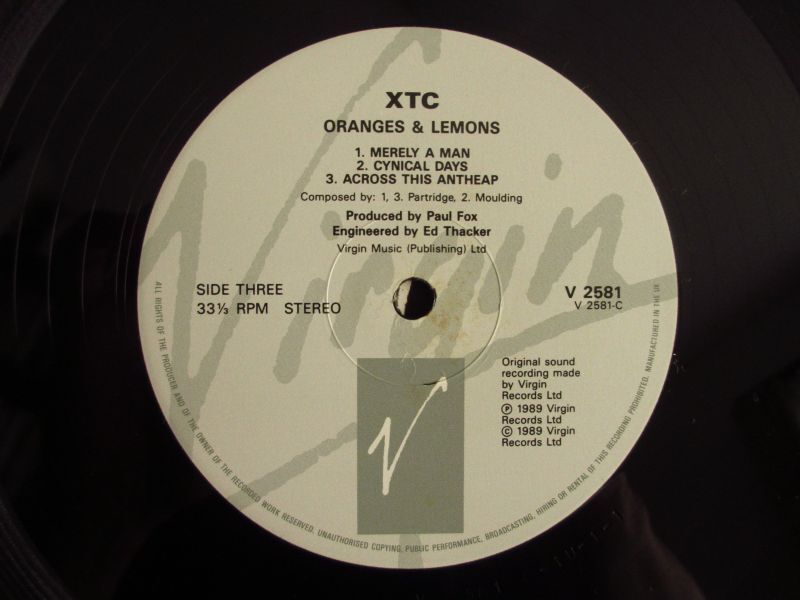 XTC
ORANGES & LEMONS
1. MERELY A MAN
2. CYNICAL DAYS
3. ACROSS THIS ANTHEAP
Composed by: 1, 3. Partridge, 2. Moulding
Produced by Paul Fox
Engineered by Ed Thacker
Virgin Music (Publishing) Ltd
Virgin
SIDE THREE
33⅓ RPM STEREO
V 2581
V 2581-C
Original sound
recording made
by Virgin
Records Ltd
℗ 1989 Virgin
Records Ltd
© 1989 Virgin
Records Ltd
V
ALL RIGHTS OF THE PRODUCER AND OF THE OWNER OF THE RECORDED WORK RESERVED. UNAUTHORISED COPYING, PUBLIC PERFORMANCE, BROADCASTING, HIRING OR RENTAL OF THIS RECORDING PROHIBITED. MANUFACTURED IN THE UK